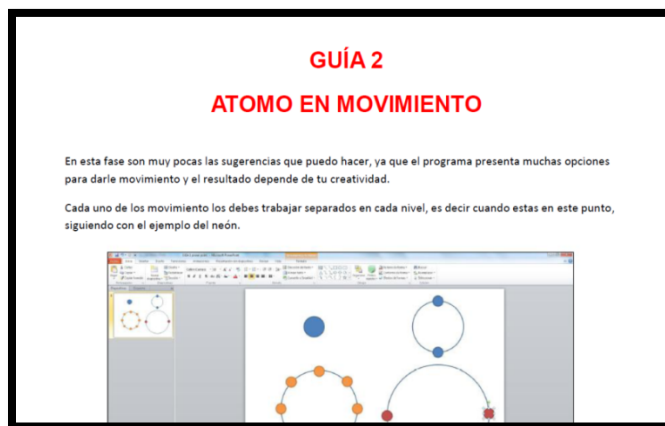 GUÍA 2
ATOMO EN MOVIMIENTO
En esta fase son muy pocas las sugerencias que puedo hacer, ya que el programa presenta muchas opciones
para darle movimiento y el resultado depende de tu creatividad.
Cada uno de los movimiento los debes trabajar separados en cada nivel, es decir cuando estas en este punto,
siguiendo con el ejemplo del neón.